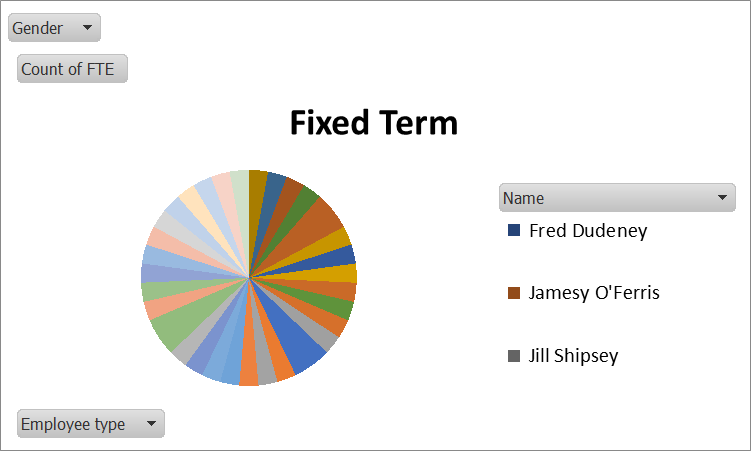 Gender
Count of FTE
Fixed Term
Name
Fred Dudeney
Jamesy O'Ferris
Jill Shipsey
Employee type